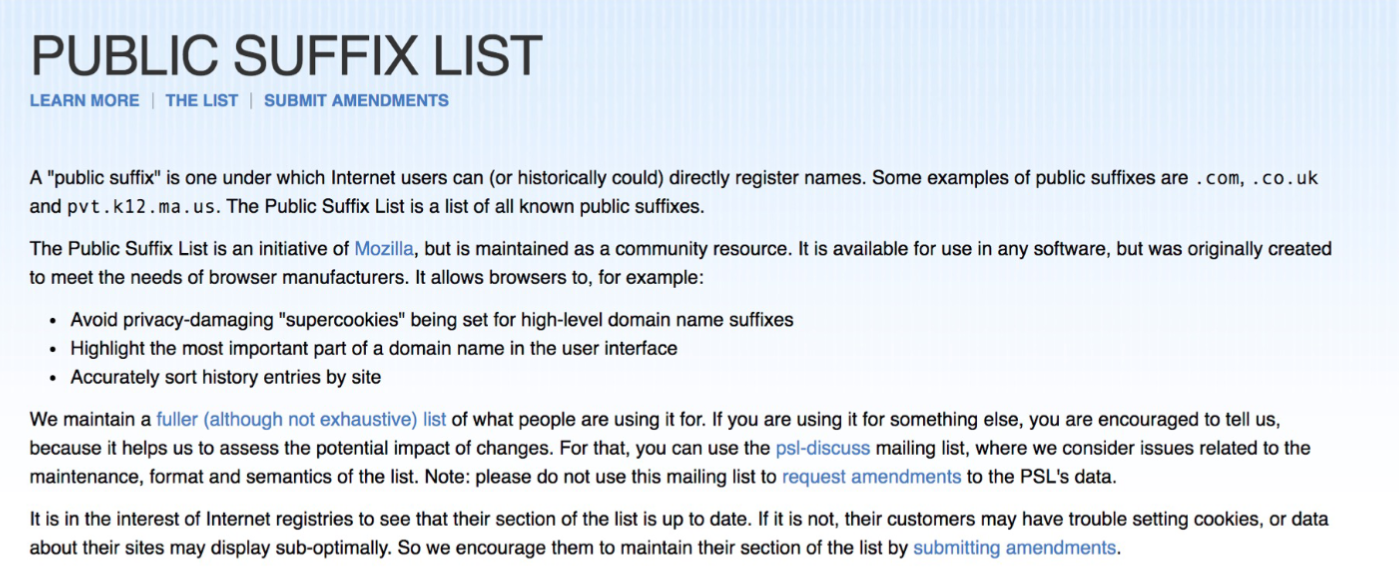 PUBLIC SUFFIX LIST
LEARN MORE | THE LIST | SUBMIT AMENDMENTS
A "public suffix" is one under which Internet users can (or historically could) directly register names. Some examples of public suffixes are .com, .co.uk
and pvt.k12.ma.us. The Public Suffix List is a list of all known public suffixes.
The Public Suffix List is an initiative of Mozilla, but is maintained as a community resource. It is available for use in any software, but was originally created
to meet the needs of browser manufacturers. It allows browsers to, for example:
• Avoid privacy-damaging "supercookies" being set for high-level domain name suffixes
• Highlight the most important part of a domain name in the user interface
• Accurately sort history entries by site
We maintain a fuller (although not exhaustive) list of what people are using it for. If you are using it for something else, you are encouraged to tell us,
because it helps us to assess the potential impact of changes. For that, you can use the psl-discuss mailing list, where we consider issues related to the
maintenance, format and semantics of the list. Note: please do not use this mailing list to request amendments to the PSL's data.
It is in the interest of Internet registries to see that their section of the list is up to date. If it is not, their customers may have trouble setting cookies, or data
about their sites may display sub-optimally. So we encourage them to maintain their section of the list by submitting amendments.